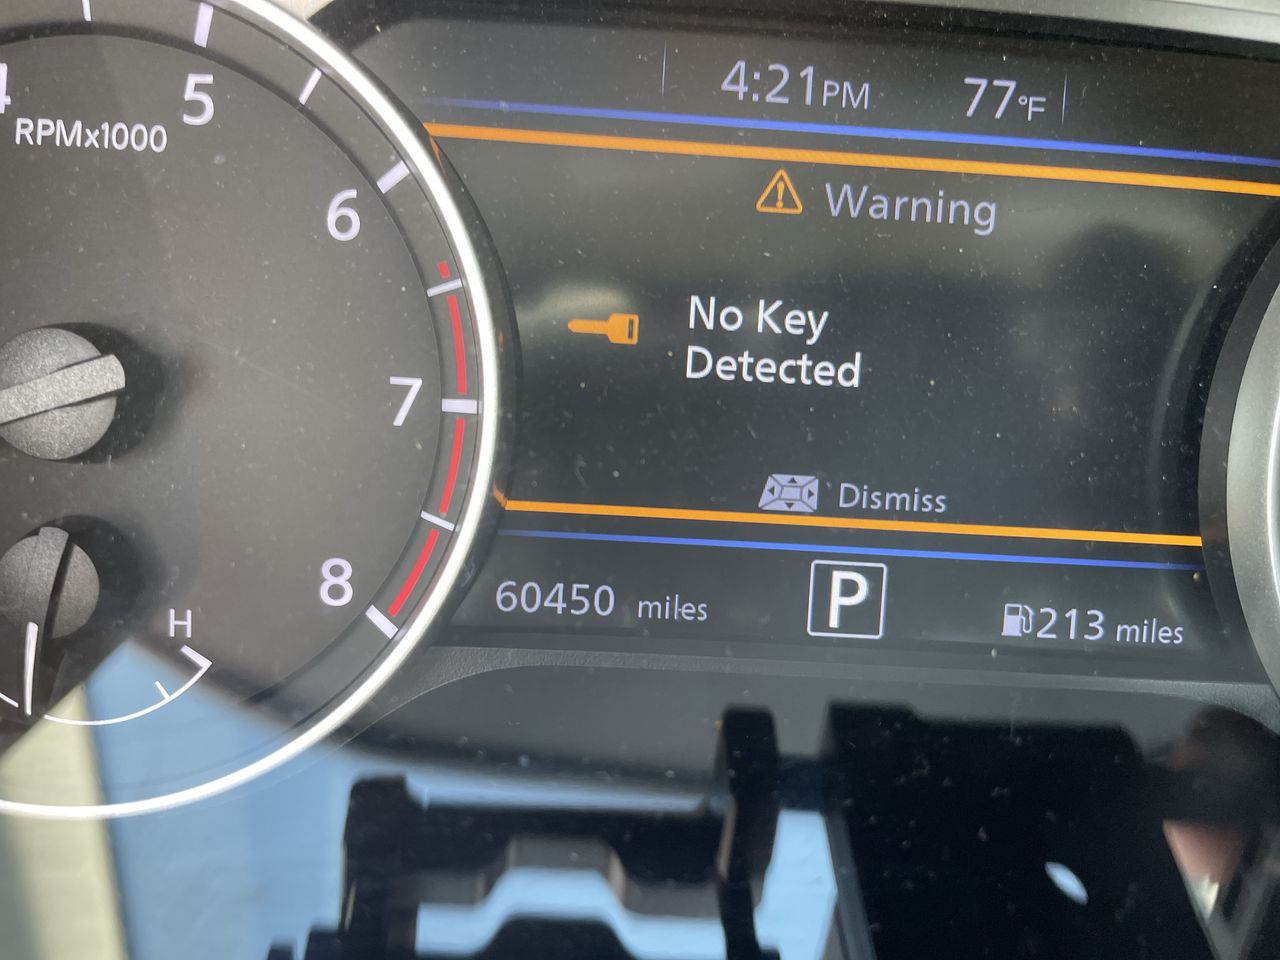 4:21PM 77°F
5
RPMx1000
6
7
8
H
Warning
No Key
Detected
Dismiss
60450 miles
P
213 miles